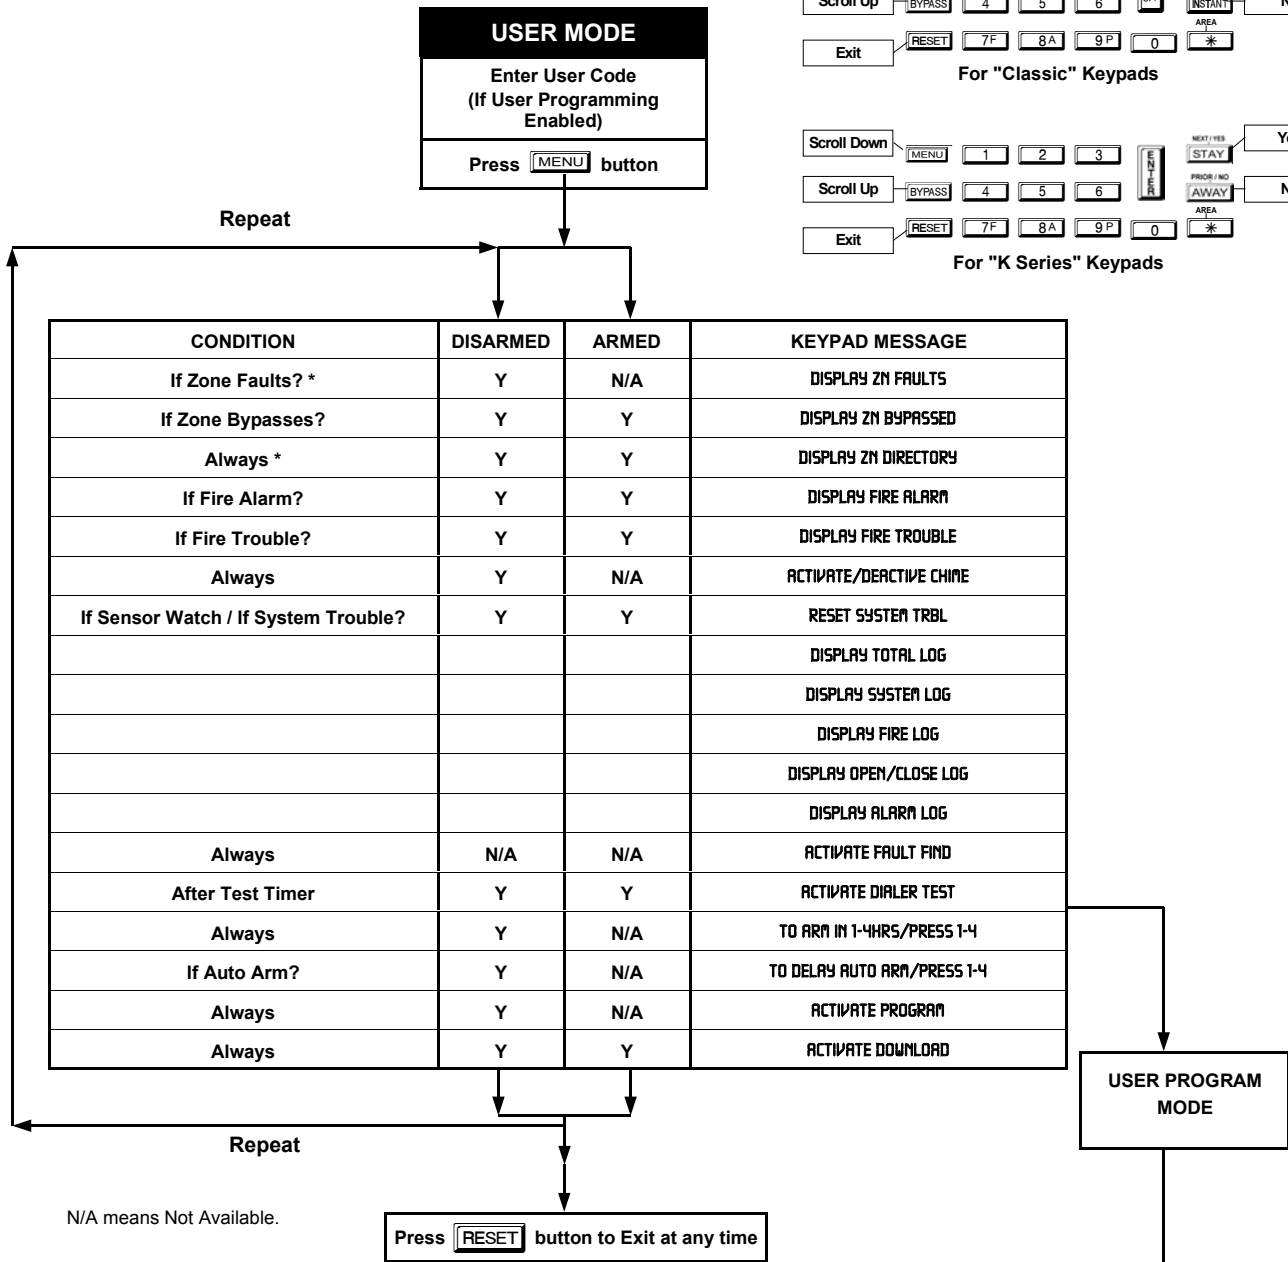 USER MODE
Enter User Code
(If User Programming
Enabled)
Press MENU button
Scroll Up BYPASS 4 5 6 INSTANT
AREA
Exit RESET 7F 8A 9P 0 *
For "Classic" Keypads
NEXT / YES
Scroll Down MENU 1 2 3 ENTER STAY
PRIOR / NO
Scroll Up BYPASS 4 5 6 AWAY
AREA
Exit RESET 7F 8A 9P 0 *
For "K Series" Keypads
Repeat
CONDITION DISARMED ARMED KEYPAD MESSAGE
If Zone Faults? * Y N/A DISPLAY ZN FAULTS
If Zone Bypasses? Y Y DISPLAY ZN BYPASSED
Always * Y Y DISPLAY ZN DIRECTORY
If Fire Alarm? Y Y DISPLAY FIRE ALARM
If Fire Trouble? Y Y DISPLAY FIRE TROUBLE
Always Y N/A ACTIVATE/DEACTIVE CHIME
If Sensor Watch / If System Trouble? Y Y RESET SYSTEM TRBL
DISPLAY TOTAL LOG
DISPLAY SYSTEM LOG
DISPLAY FIRE LOG
DISPLAY OPEN/CLOSE LOG
DISPLAY ALARM LOG
Always N/A N/A ACTIVATE FAULT FIND
After Test Timer Y Y ACTIVATE DIALER TEST
Always Y N/A TO ARM IN 1-4HRS/PRESS 1-4
If Auto Arm? Y N/A TO DELAY AUTO ARM/PRESS 1-4
Always Y N/A ACTIVATE PROGRAM
Always Y Y ACTIVATE DOWNLOAD
USER PROGRAM
MODE
Repeat
N/A means Not Available.
Press RESET button to Exit at any time